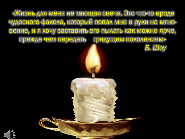 «Жизнь для меня не тающая свеча. Это что-то вроде
чудесного факела, который попал мне в руки на мгно-
вение, и я хочу заставить его пылать как можно ярче,
прежде чем передать грядущим поколениям»
Б. Шоу